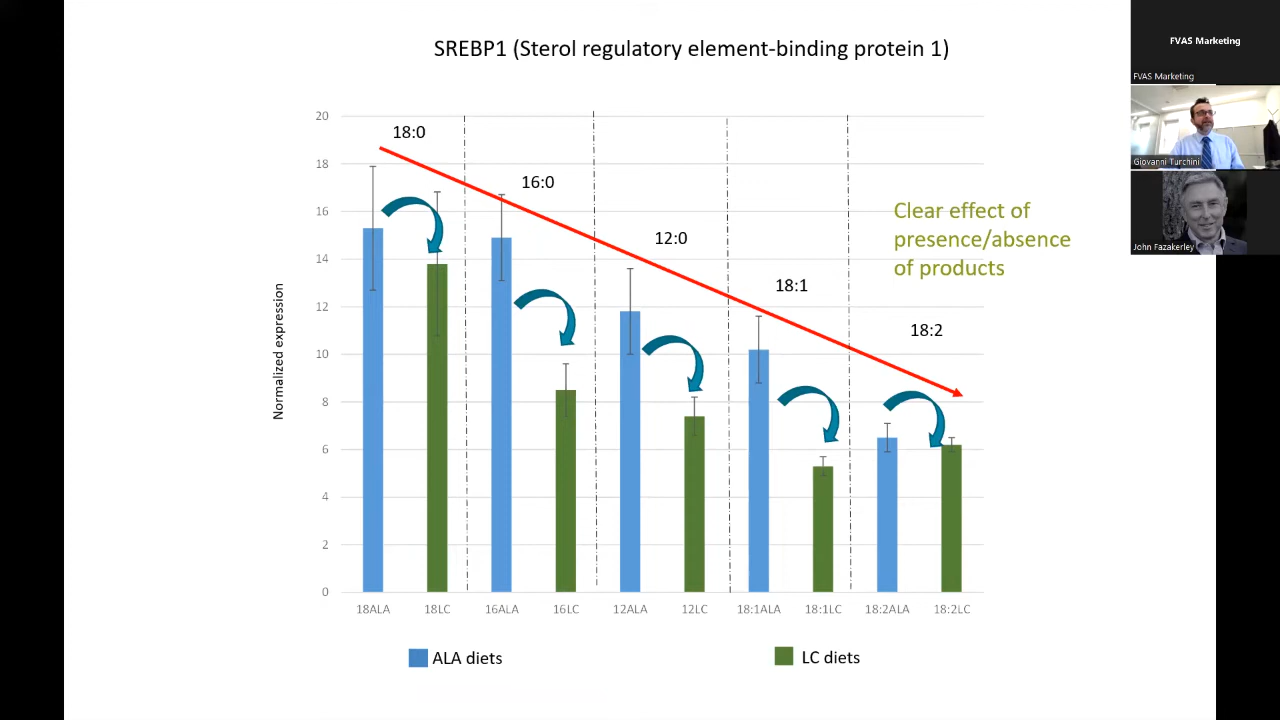 SREBP1 (Sterol regulatory element-binding protein 1)
FVAS Marketing
FVAS Marketing
Giovanni Turchini
John Fazakerley
Clear effect of
presence/absence
of products
18:0
16:0
12:0
18:1
18:2
Normalized expression
20
18
16
14
12
10
8
6
4
2
0
18ALA 18LC 16ALA 16LC 12ALA 12LC 18:1ALA 18:1LC 18:2ALA 18:2LC
ALA diets LC diets